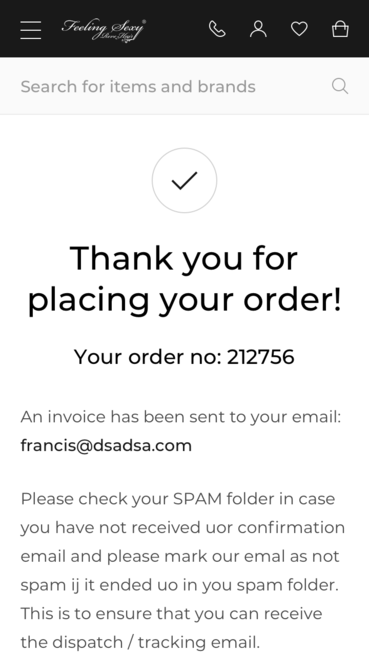 Feeling Sexy®
Search for items and brands
Thank you for
placing your order!
Your order no: 212756
An invoice has been sent to your email:
francis@dsadsa.com
Please check your SPAM folder in case
you have not received uor confirmation
email and please mark our emal as not
spam ij it ended uo in you spam folder.
This is to ensure that you can receive
the dispatch / tracking email.